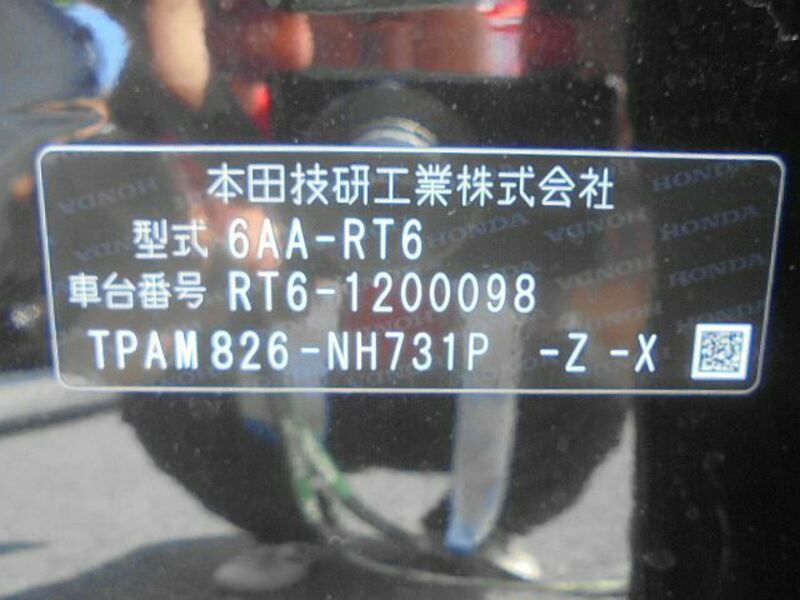 本田技研工業株式会社
型式 6AA-RT6
車台番号 RT6-1200098
TPAM826-NH731P -Z -X